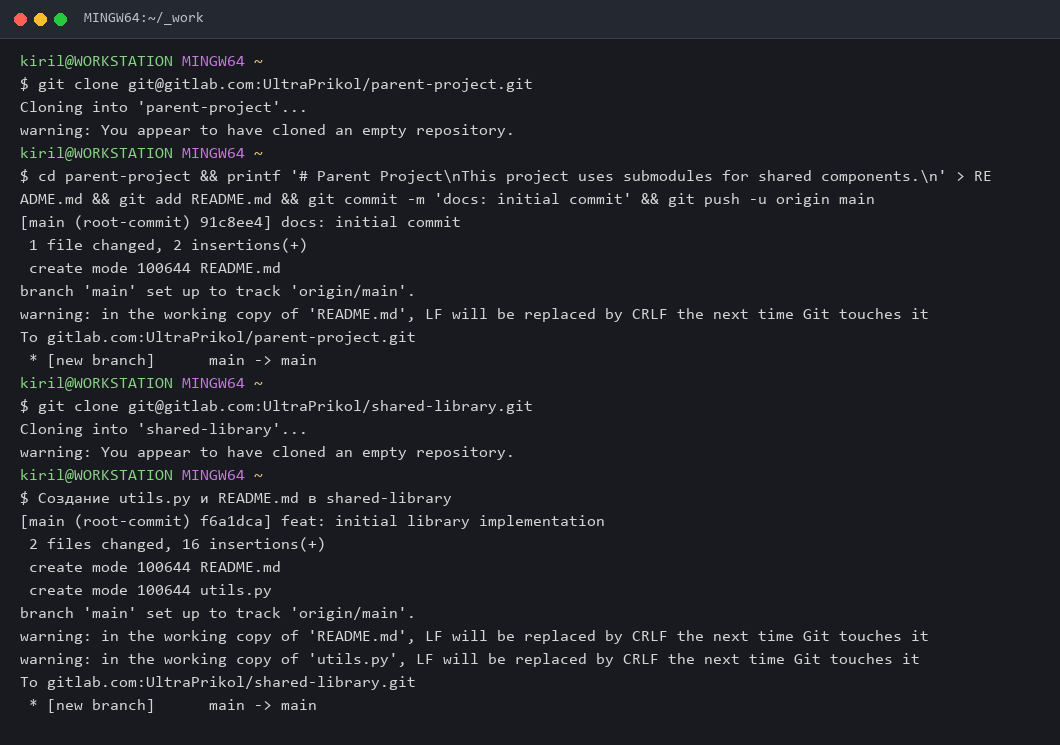 MINGW64:~/_work
kiril@WORKSTATION MINGW64 ~
$ git clone git@gitlab.com:UltraPrikol/parent-project.git
Cloning into 'parent-project'...
warning: You appear to have cloned an empty repository.
kiril@WORKSTATION MINGW64 ~
$ cd parent-project && printf '# Parent Project\nThis project uses submodules for shared components.\n' > RE
ADME.md && git add README.md && git commit -m 'docs: initial commit' && git push -u origin main
[main (root-commit) 91c8ee4] docs: initial commit
 1 file changed, 2 insertions(+)
 create mode 100644 README.md
branch 'main' set up to track 'origin/main'.
warning: in the working copy of 'README.md', LF will be replaced by CRLF the next time Git touches it
To gitlab.com:UltraPrikol/parent-project.git
 * [new branch]      main -> main
kiril@WORKSTATION MINGW64 ~
$ git clone git@gitlab.com:UltraPrikol/shared-library.git
Cloning into 'shared-library'...
warning: You appear to have cloned an empty repository.
kiril@WORKSTATION MINGW64 ~
$ Создание utils.py и README.md в shared-library
[main (root-commit) f6a1dca] feat: initial library implementation
 2 files changed, 16 insertions(+)
 create mode 100644 README.md
 create mode 100644 utils.py
branch 'main' set up to track 'origin/main'.
warning: in the working copy of 'README.md', LF will be replaced by CRLF the next time Git touches it
warning: in the working copy of 'utils.py', LF will be replaced by CRLF the next time Git touches it
To gitlab.com:UltraPrikol/shared-library.git
 * [new branch]      main -> main